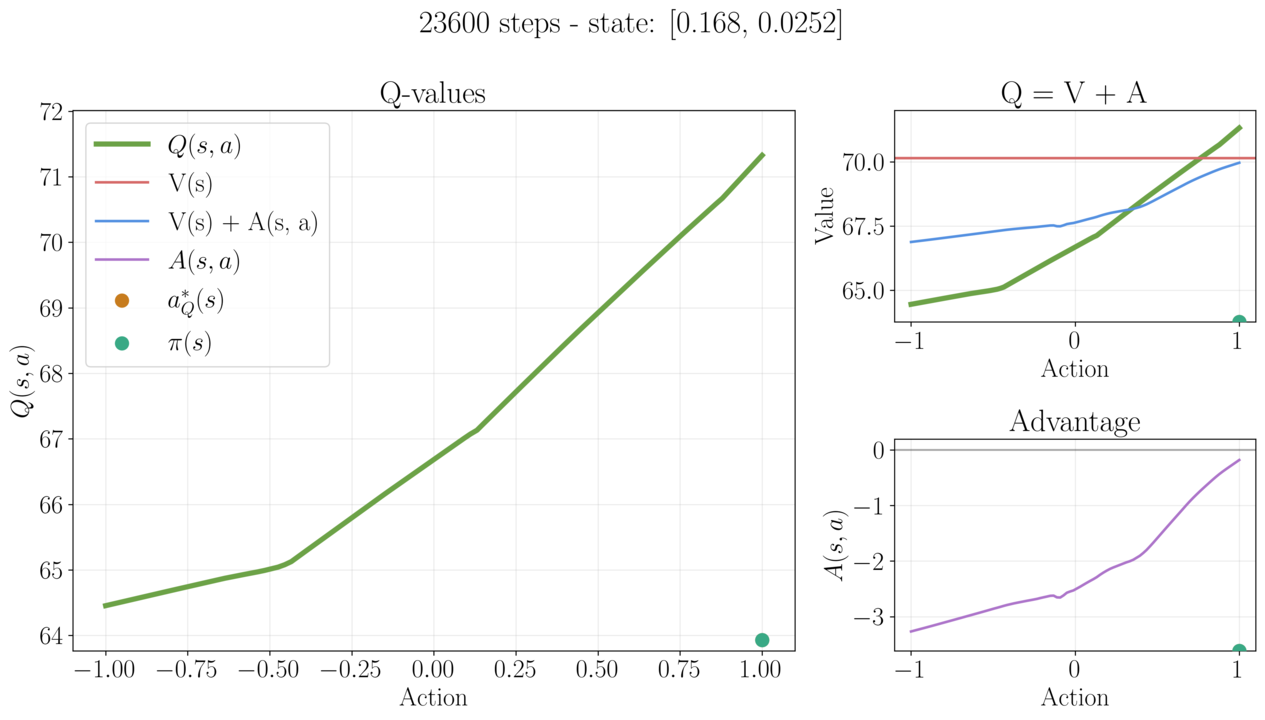 23600 steps - state: [0.168, 0.0252]
Q-values
72
71
70
69
68
67
66
65
64
Q(s, a)
Q(s, a)
V(s)
V(s) + A(s, a)
A(s, a)
a*_Q(s)
π(s)
−1.00 −0.75 −0.50 −0.25 0.00 0.25 0.50 0.75 1.00
Action
Q = V + A
70.0
67.5
65.0
Value
−1 0 1
Action
Advantage
0
−1
−2
−3
A(s, a)
−1 0 1
Action